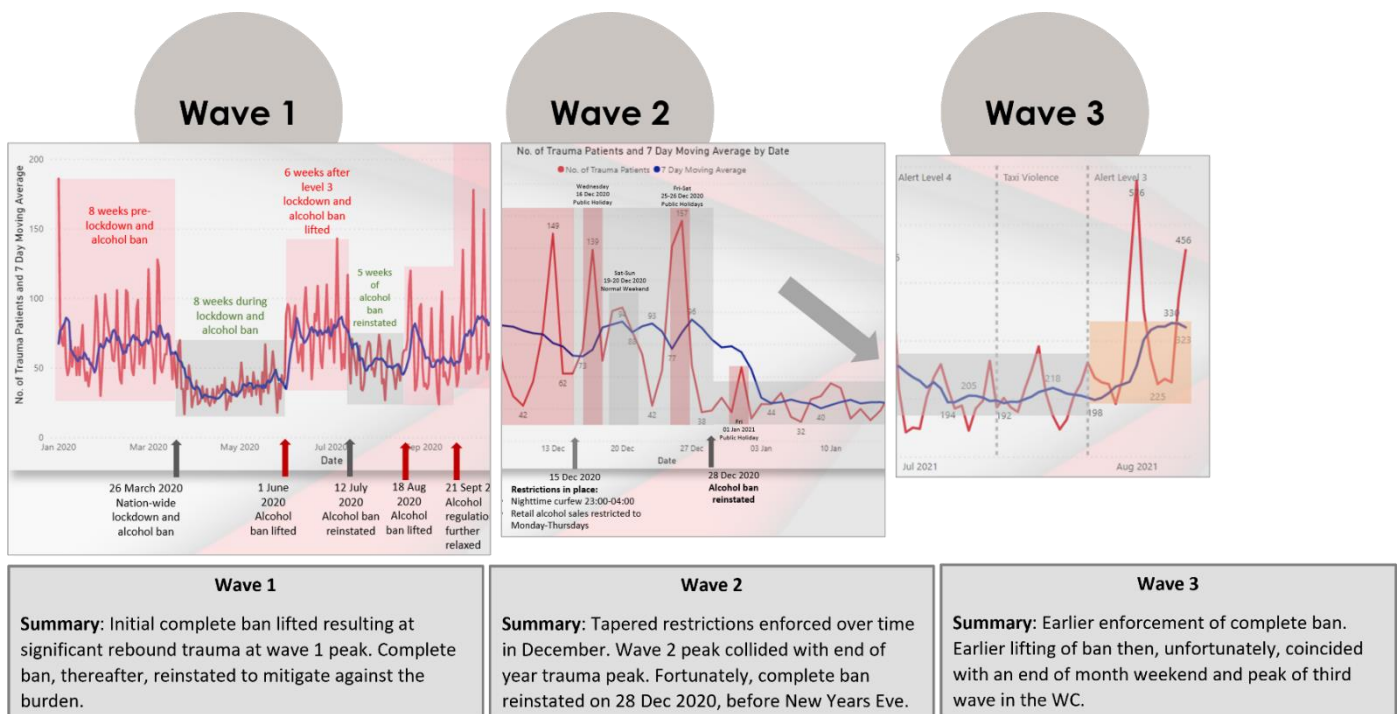 Wave 1
200
150
100
50
0
No. of Trauma Patients and 7 Day Moving Average
8 weeks pre-
lockdown and
alcohol ban
8 weeks during
lockdown and
alcohol ban
6 weeks after
level 3
lockdown and
alcohol ban
lifted
5 weeks
of
alcohol
ban
reinstated
Jan 2020
Mar 2020
May 2020
Jul 2020
Sep 2020
Date
26 March 2020
Nation-wide
lockdown and
alcohol ban
1 June
2020
Alcohol
ban lifted
12 July
2020
Alcohol ban
reinstated
18 Aug
2020
Alcohol
ban lifted
21 Sept 2
Alcohol
regulatio
further
relaxed
Wave 2
No. of Trauma Patients and 7 Day Moving Average by Date
No. of Trauma Patients
7 Day Moving Average
Wednesday
16 Dec 2020
Public Holiday
Fri-Sat
25-26 Dec 2020
Public Holidays
Sat-Sun
19-20 Dec 2020
Normal Weekend
Fri
01 Jan 2021
Public Holiday
149
139
157
94
95
96
88
77
73
62
42
42
38
44
32
40
13 Dec
20 Dec
27 Dec
03 Jan
10 Jan
Date
15 Dec 2020
Restrictions in place:
Nighttime curfew 23:00-04:00
Retail alcohol sales restricted to
Monday-Thursdays
28 Dec 2020
Alcohol ban
reinstated
Wave 3
Alert Level 4
Taxi Violence
Alert Level 3
456
330
323
205
218
194
192
198
225
Jul 2021
Aug 2021
Wave 1
Summary: Initial complete ban lifted resulting at
significant rebound trauma at wave 1 peak. Complete
ban, thereafter, reinstated to mitigate against the
burden.
Wave 2
Summary: Tapered restrictions enforced over time
in December. Wave 2 peak collided with end of
year trauma peak. Fortunately, complete ban
reinstated on 28 Dec 2020, before New Years Eve.
Wave 3
Summary: Earlier enforcement of complete ban.
Earlier lifting of ban then, unfortunately, coincided
with an end of month weekend and peak of third
wave in the WC.